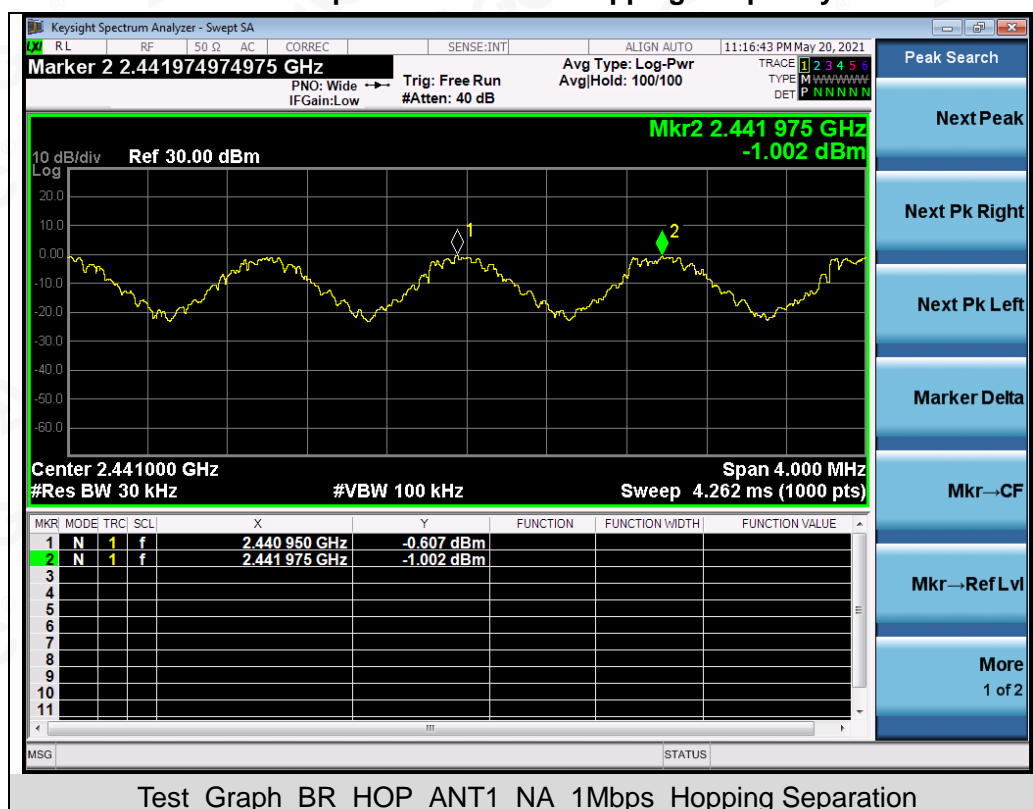 Keysight Spectrum Analyzer - Swept SA
LXI RL RF 50 Ω AC CORREC SENSE:INT ALIGN AUTO 11:16:43 PM May 20, 2021
Marker 2 2.441974974975 GHz
PNO: Wide
IFGain:Low
Trig: Free Run
#Atten: 40 dB
Avg Type: Log-Pwr
Avg|Hold: 100/100
TRACE 1 2 3 4 5 6
TYPE M WWWWW
DET P N N N N N
Mkr2 2.441 975 GHz
-1.002 dBm
10 dB/div Ref 30.00 dBm
Log
20.0
10.0
0.00
-10.0
-20.0
-30.0
-40.0
-50.0
-60.0
1
2
Center 2.441000 GHz Span 4.000 MHz
#Res BW 30 kHz #VBW 100 kHz Sweep 4.262 ms (1000 pts)
MKR MODE TRC SCL X Y FUNCTION FUNCTION WIDTH FUNCTION VALUE
1 N 1 f 2.440 950 GHz -0.607 dBm
2 N 1 f 2.441 975 GHz -1.002 dBm
3
4
5
6
7
8
9
10
11
MSG STATUS
Peak Search
Next Peak
Next Pk Right
Next Pk Left
Marker Delta
Mkr→CF
Mkr→Ref Lvl
More
1 of 2
Test_Graph_BR_HOP_ANT1_NA_1Mbps_Hopping Separation